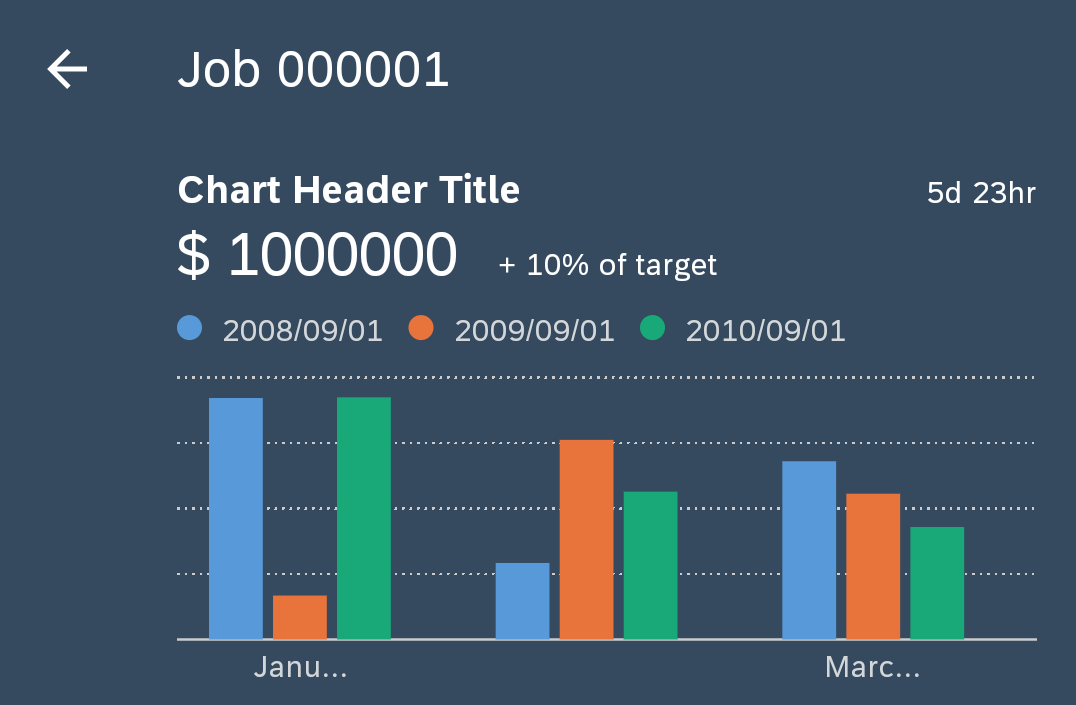 Job 000001
Chart Header Title 5d 23hr
$ 1000000 + 10% of target
2008/09/01 2009/09/01 2010/09/01
Janu... Marc...